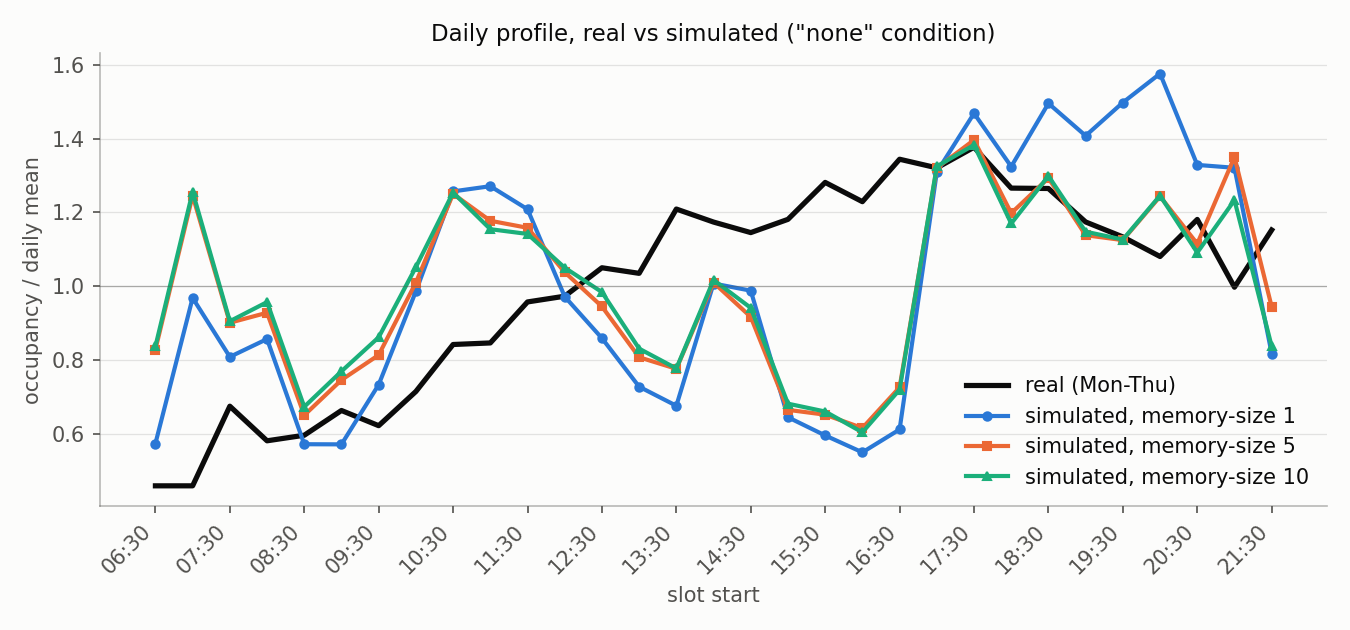 Daily profile, real vs simulated ("none" condition)
occupancy / daily mean
1.6
1.4
1.2
1.0
0.8
0.6
real (Mon-Thu)
simulated, memory-size 1
simulated, memory-size 5
simulated, memory-size 10
06:30 07:30 08:30 09:30 10:30 11:30 12:30 13:30 14:30 15:30 16:30 17:30 18:30 19:30 20:30 21:30
slot start